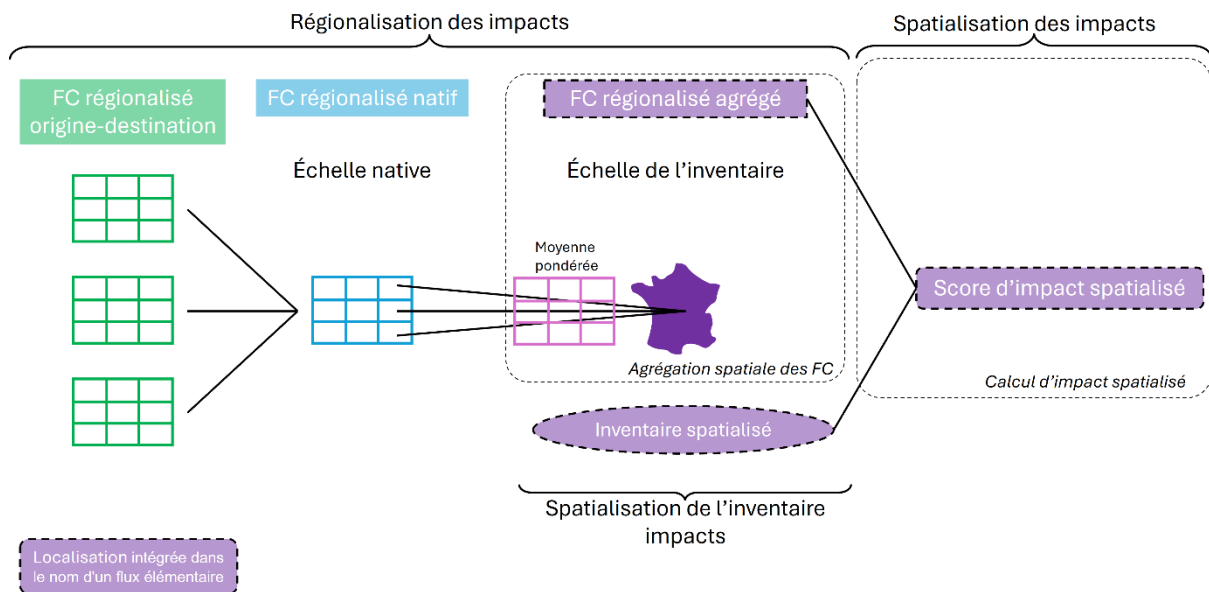 Régionalisation des impacts
Spatialisation des impacts
FC régionalisé
origine-destination
FC régionalisé natif
FC régionalisé agrégé
Échelle native
Échelle de l'inventaire
Moyenne
pondérée
Agrégation spatiale des FC
Score d'impact spatialisé
Calcul d'impact spatialisé
Inventaire spatialisé
Spatialisation de l'inventaire
impacts
Localisation intégrée dans
le nom d'un flux élémentaire